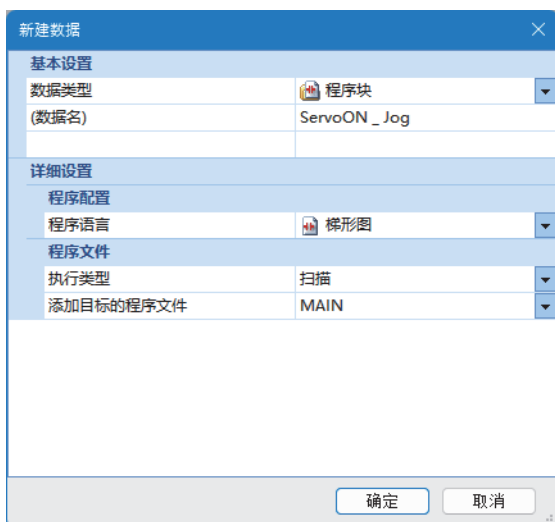 新建数据
基本设置
数据类型 程序块
(数据名) ServoON _ Jog
详细设置
程序配置
程序语言 梯形图
程序文件
执行类型 扫描
添加目标的程序文件 MAIN
确定 取消